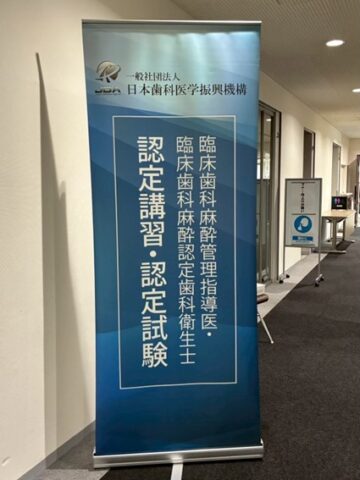 一般社団法人
日本歯科医学振興機構
臨床歯科麻酔管理指導医・
臨床歯科麻酔認定歯科衛生士
認定講習・認定試験